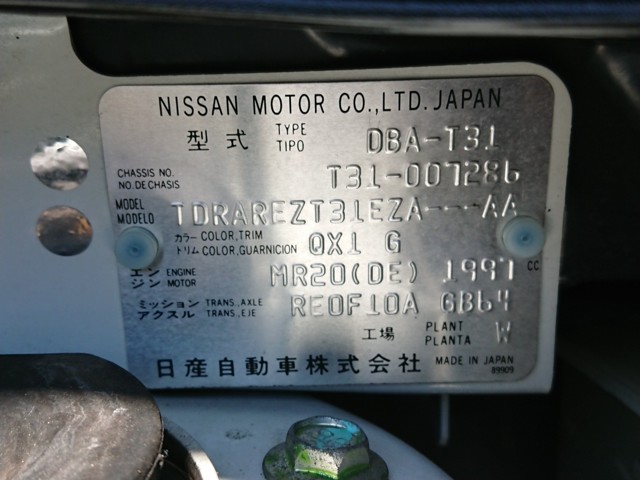 NISSAN MOTOR CO.,LTD. JAPAN
型式 TYPE TIPO DBA-T31
CHASSIS NO. NO. DE CHASIS T31-007286
MODEL MODELO TDRAREZT31EZA----AA
カラー COLOR,TRIM トリム COLOR,GUARNICION QX1 G
エンジン ENGINE MOTOR MR20(DE) 1997 CC
ミッション TRANS,AXLE アクスル TRANS,EJE RE0F10A GB64
工場 PLANT PLANTA W
日産自動車株式会社 MADE IN JAPAN
89909